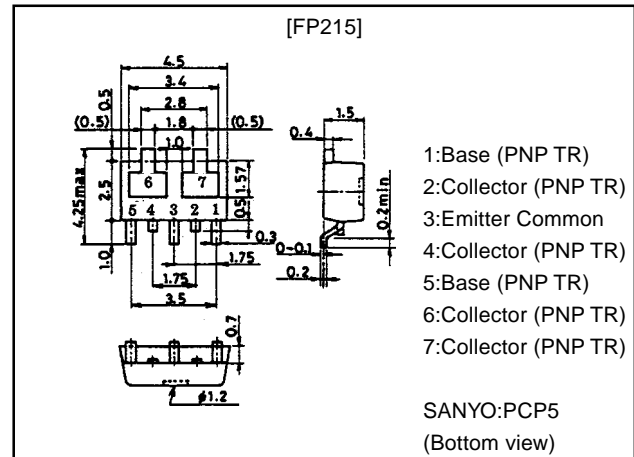 [FP215]
4.5
3.4
2.8
(0.5) 1.8 (0.5)
1.0
0.5
4.25max
2.5
1.0
6 7
5 4 3 2 1
1.57
0.5
0.3
1.75
1.75
3.5
1.5
0.4
0.2min
0~0.1
0.2
0.7
ø1.2
1:Base (PNP TR)
2:Collector (PNP TR)
3:Emitter Common
4:Collector (PNP TR)
5:Base (PNP TR)
6:Collector (PNP TR)
7:Collector (PNP TR)
SANYO:PCP5
(Bottom view)